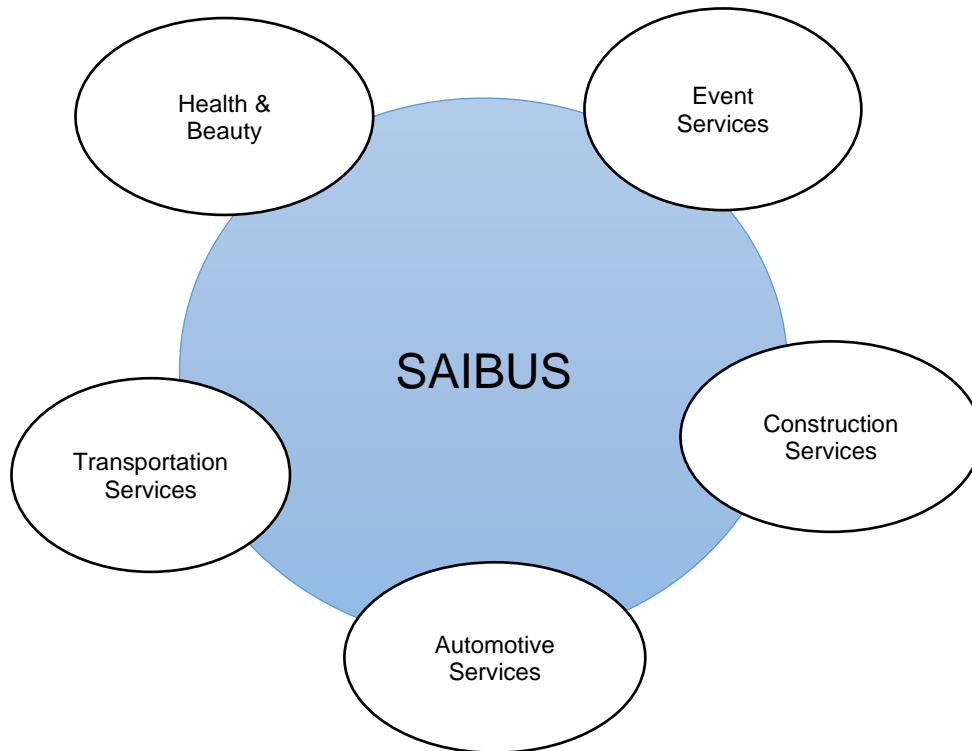 Health &
Beauty
Event
Services
SAIBUS
Construction
Services
Transportation
Services
Automotive
Services